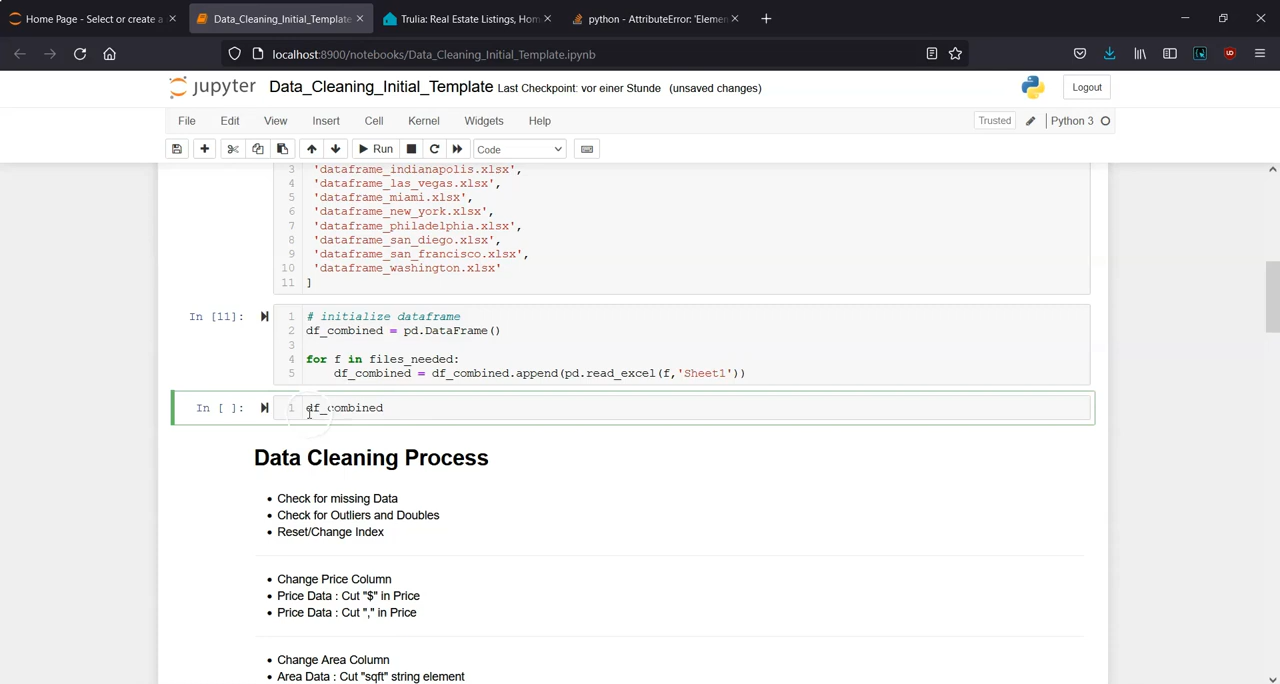 Home Page - Select or create a
Data_Cleaning_Initial_Template
Trulia: Real Estate Listings, Hom
python - AttributeError: 'Elemen
localhost:8900/notebooks/Data_Cleaning_Initial_Template.ipynb
jupyter Data_Cleaning_Initial_Template Last Checkpoint: vor einer Stunde (unsaved changes)
Logout
File Edit View Insert Cell Kernel Widgets Help
Trusted Python 3
Run Code
3 'dataframe_indianapolis.xlsx',
4 'dataframe_las_vegas.xlsx',
5 'dataframe_miami.xlsx',
6 'dataframe_new_york.xlsx',
7 'dataframe_philadelphia.xlsx',
8 'dataframe_san_diego.xlsx',
9 'dataframe_san_francisco.xlsx',
10 'dataframe_washington.xlsx'
11 ]
In [11]: 1 # initialize dataframe
2 df_combined = pd.DataFrame()
3
4 for f in files_needed:
5 df_combined = df_combined.append(pd.read_excel(f,'Sheet1'))
In [ ]: 1 df_combined
Data Cleaning Process
• Check for missing Data
• Check for Outliers and Doubles
• Reset/Change Index
• Change Price Column
• Price Data : Cut "$" in Price
• Price Data : Cut "," in Price
• Change Area Column
• Area Data : Cut "sqft" string element